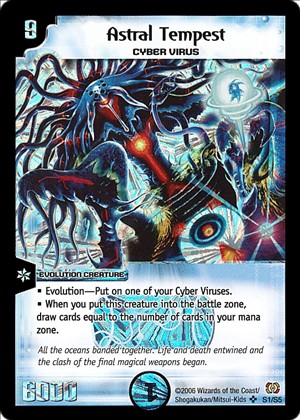 9
Astral Tempest
CYBER VIRUS
EVOLUTION CREATURE
• Evolution—Put on one of your Cyber Viruses.
• When you put this creature into the battle zone,
draw cards equal to the number of cards in your mana
zone.
All the oceans banded together. Life and death entwined and
the clash of the final magical weapon began.
6000
1
©2006 Wizards of the Coast/
Shogakukan/Mitsui-Kids S1/S5